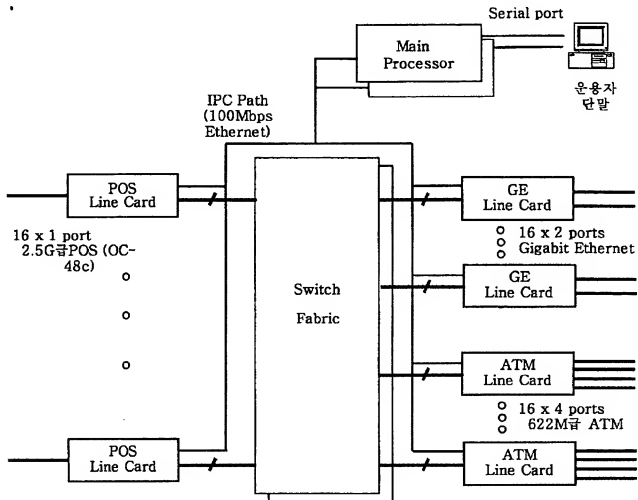 Serial port
Main
Processor
운용자
단말
IPC Path
(100Mbps
Ethernet)
POS
Line Card
16 x 1 port
2.5G급POS (OC-
48c)
POS
Line Card
Switch
Fabric
GE
Line Card
16 x 2 ports
Gigabit Ethernet
GE
Line Card
ATM
Line Card
16 x 4 ports
622M급 ATM
ATM
Line Card